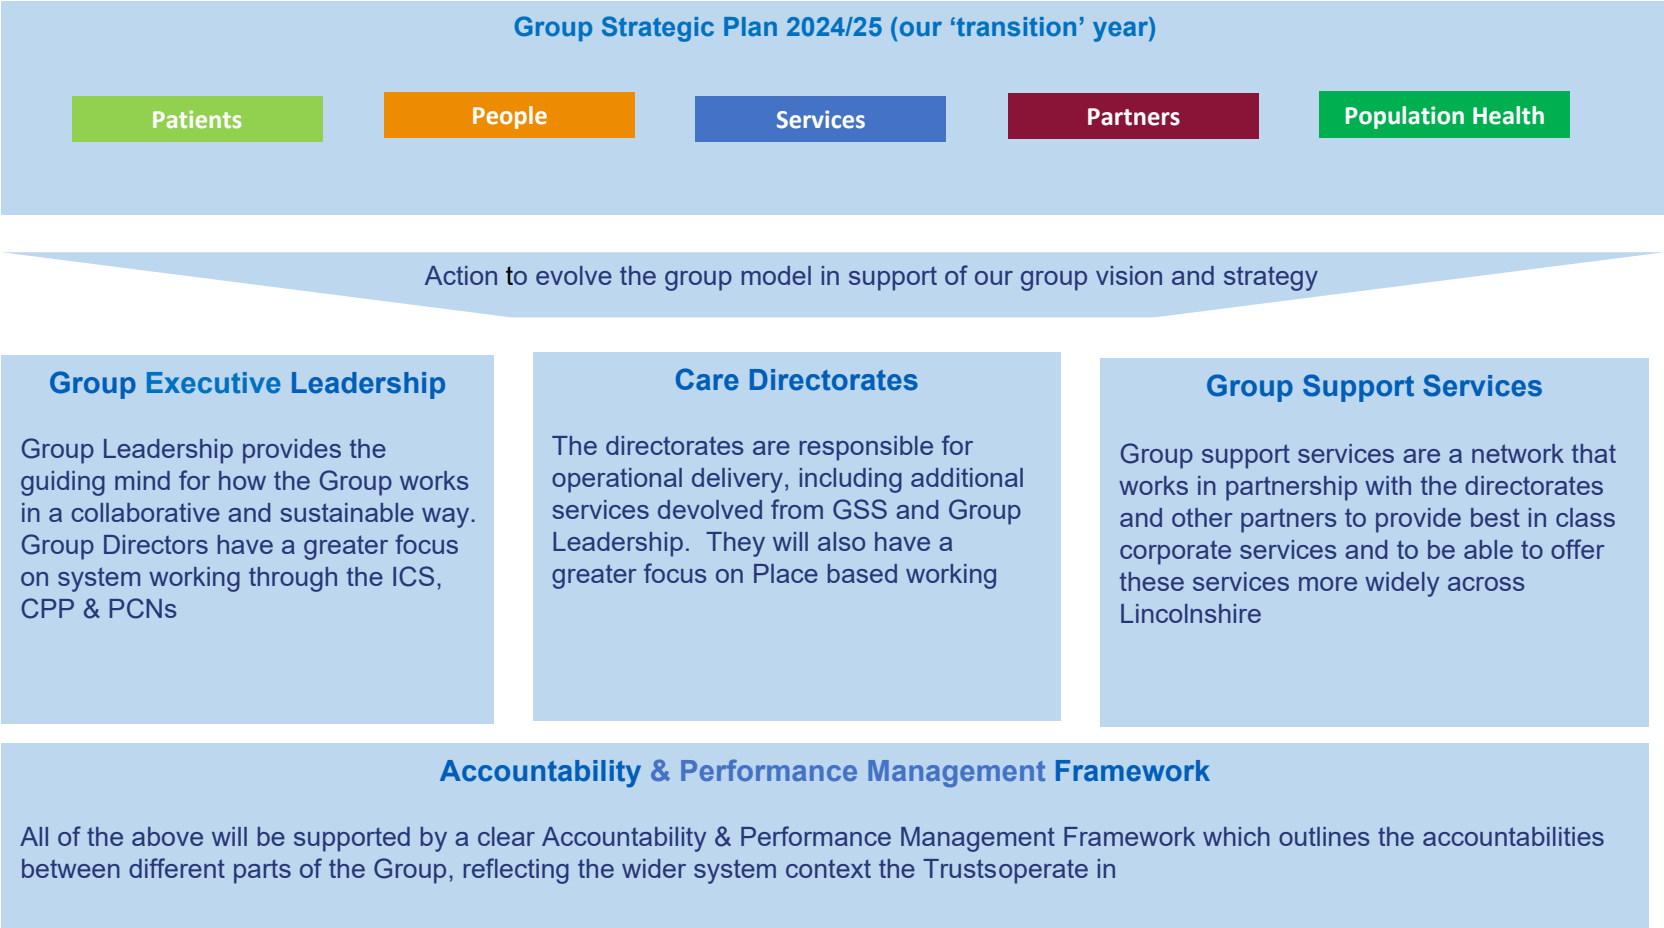 Group Strategic Plan 2024/25 (our ‘transition’ year)
Patients
People
Services
Partners
Population Health
Action to evolve the group model in support of our group vision and strategy
Group Executive Leadership
Group Leadership provides the
guiding mind for how the Group works
in a collaborative and sustainable way.
Group Directors have a greater focus
on system working through the ICS,
CPP & PCNs
Care Directorates
The directorates are responsible for
operational delivery, including additional
services devolved from GSS and Group
Leadership.  They will also have a
greater focus on Place based working
Group Support Services
Group support services are a network that
works in partnership with the directorates
and other partners to provide best in class
corporate services and to be able to offer
these services more widely across
Lincolnshire
Accountability & Performance Management Framework
All of the above will be supported by a clear Accountability & Performance Management Framework which outlines the accountabilities
between different parts of the Group, reflecting the wider system context the Trustsoperate in